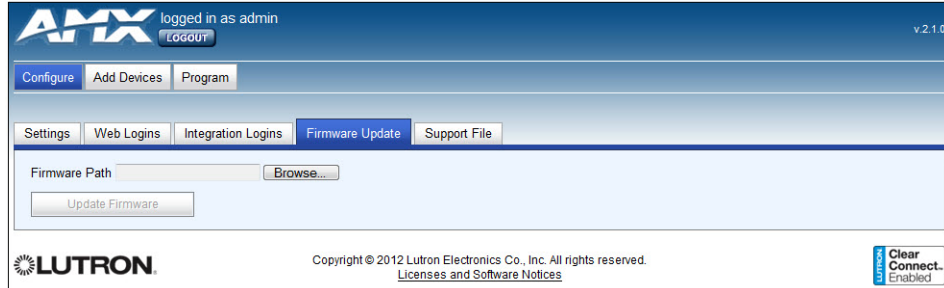 AMX logged in as admin
LOGOUT
v.2.1.0
Configure Add Devices Program
Settings Web Logins Integration Logins Firmware Update Support File
Firmware Path Browse...
Update Firmware
LUTRON.
Copyright © 2012 Lutron Electronics Co., Inc. All rights reserved.
Licenses and Software Notices
LUTRON
Clear
Connect™
Enabled